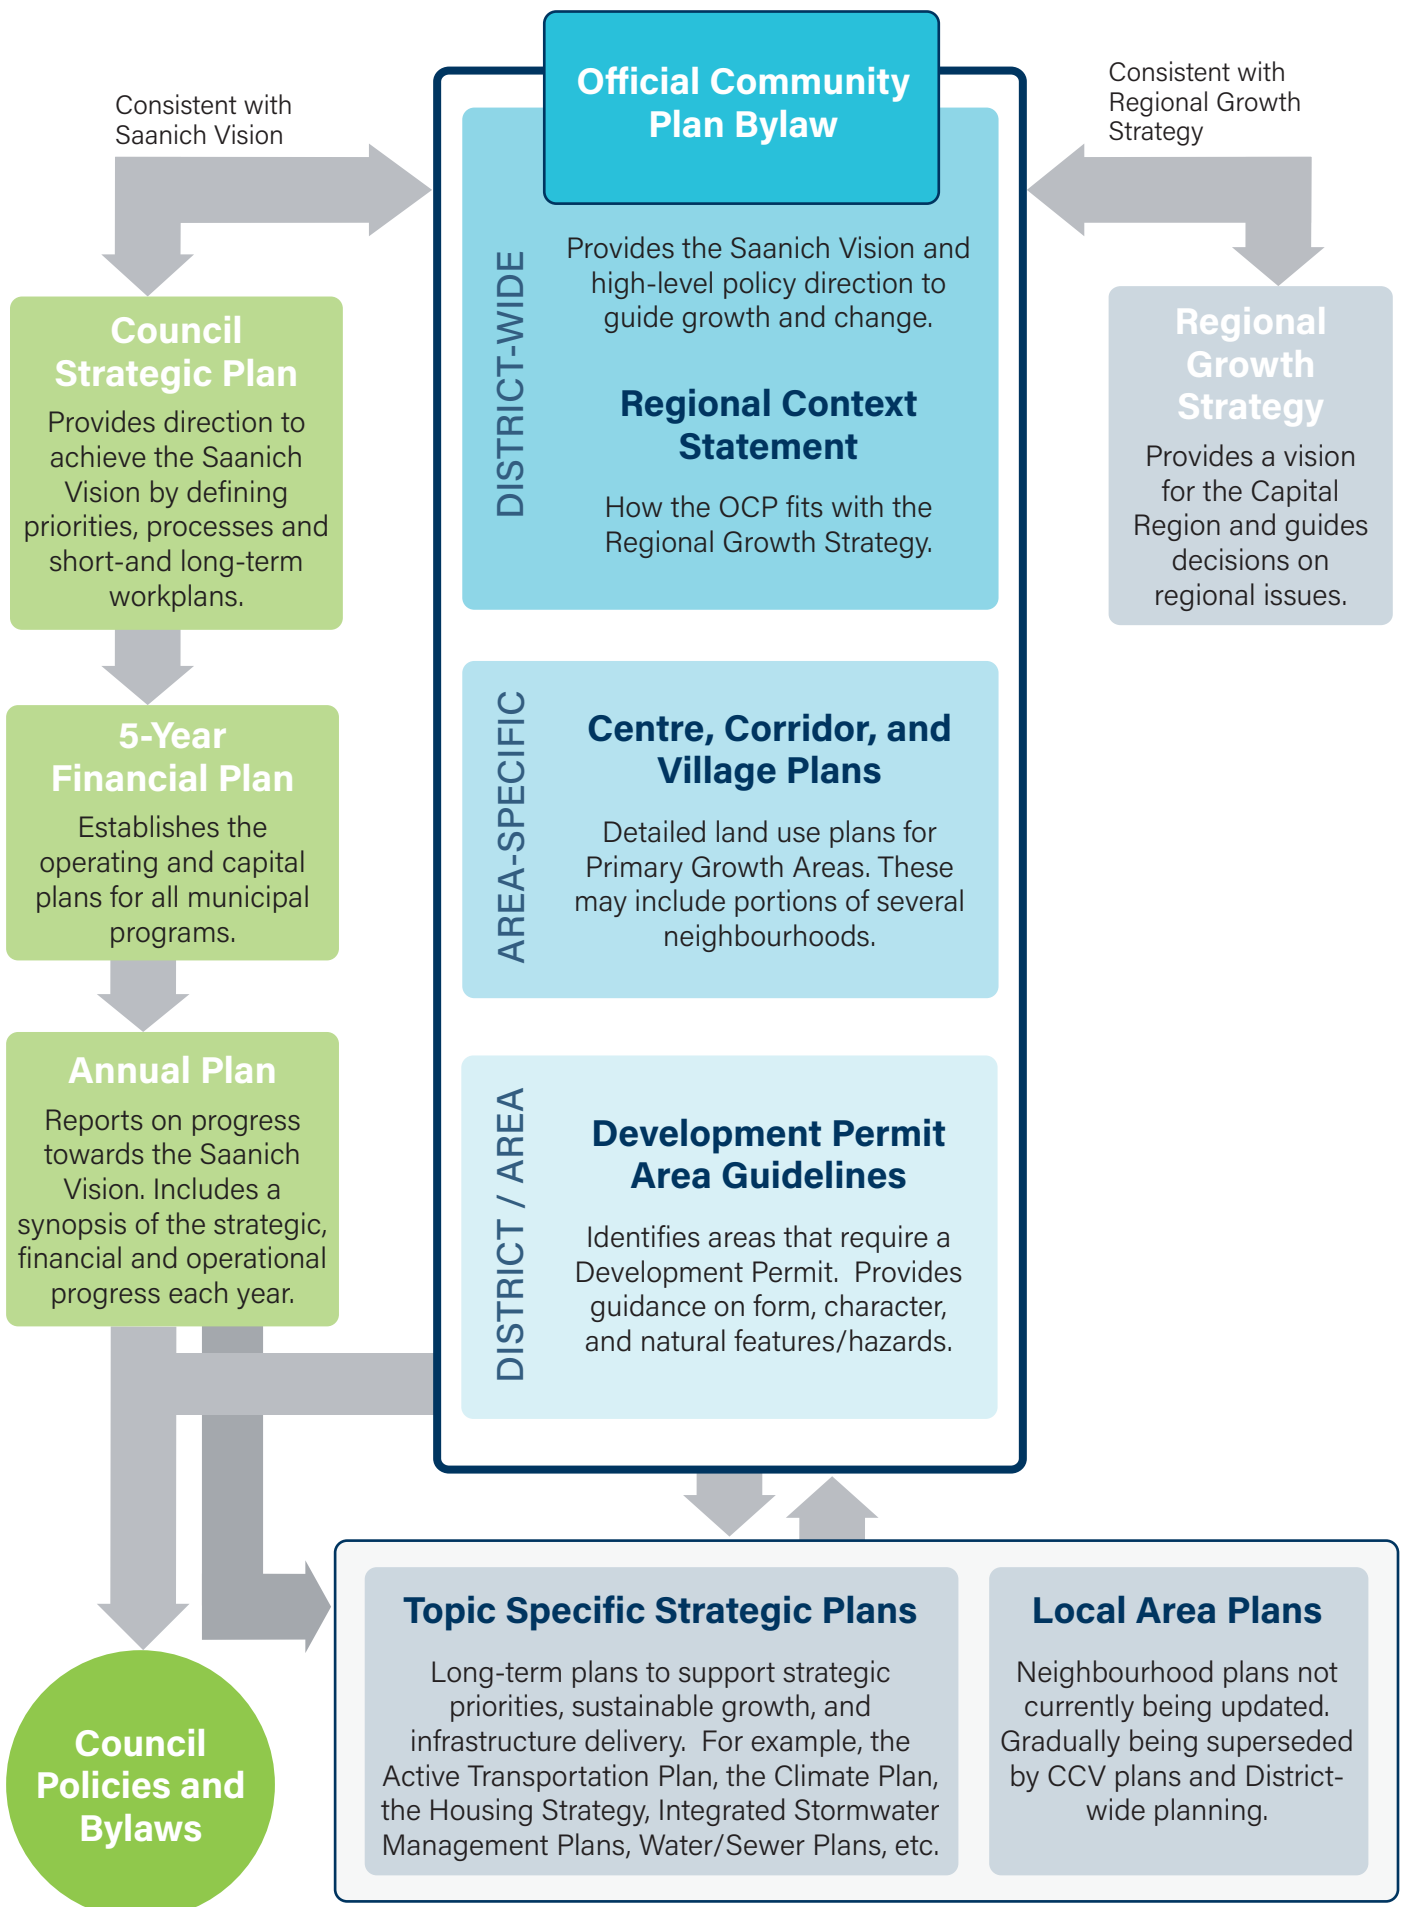 Official Community
Plan Bylaw
Consistent with
Saanich Vision
Consistent with
Regional Growth
Strategy
DISTRICT-WIDE
Provides the Saanich Vision and
high-level policy direction to
guide growth and change.
Regional Context
Statement
How the OCP fits with the
Regional Growth Strategy.
Council
Strategic Plan
Provides direction to
achieve the Saanich
Vision by defining
priorities, processes and
short-and long-term
workplans.
Regional
Growth
Strategy
Provides a vision
for the Capital
Region and guides
decisions on
regional issues.
5-Year
Financial Plan
Establishes the
operating and capital
plans for all municipal
programs.
AREA-SPECIFIC
Centre, Corridor, and
Village Plans
Detailed land use plans for
Primary Growth Areas. These
may include portions of several
neighbourhoods.
Annual Plan
Reports on progress
towards the Saanich
Vision. Includes a
synopsis of the strategic,
financial and operational
progress each year.
DISTRICT / AREA
Development Permit
Area Guidelines
Identifies areas that require a
Development Permit.  Provides
guidance on form, character,
and natural features/hazards.
Council
Policies and
Bylaws
Topic Specific Strategic Plans
Long-term plans to support strategic
priorities, sustainable growth, and
infrastructure delivery.  For example, the
Active Transportation Plan, the Climate Plan,
the Housing Strategy, Integrated Stormwater
Management Plans, Water/Sewer Plans, etc.
Local Area Plans
Neighbourhood plans not
currently being updated.
Gradually being superseded
by CCV plans and District-
wide planning.